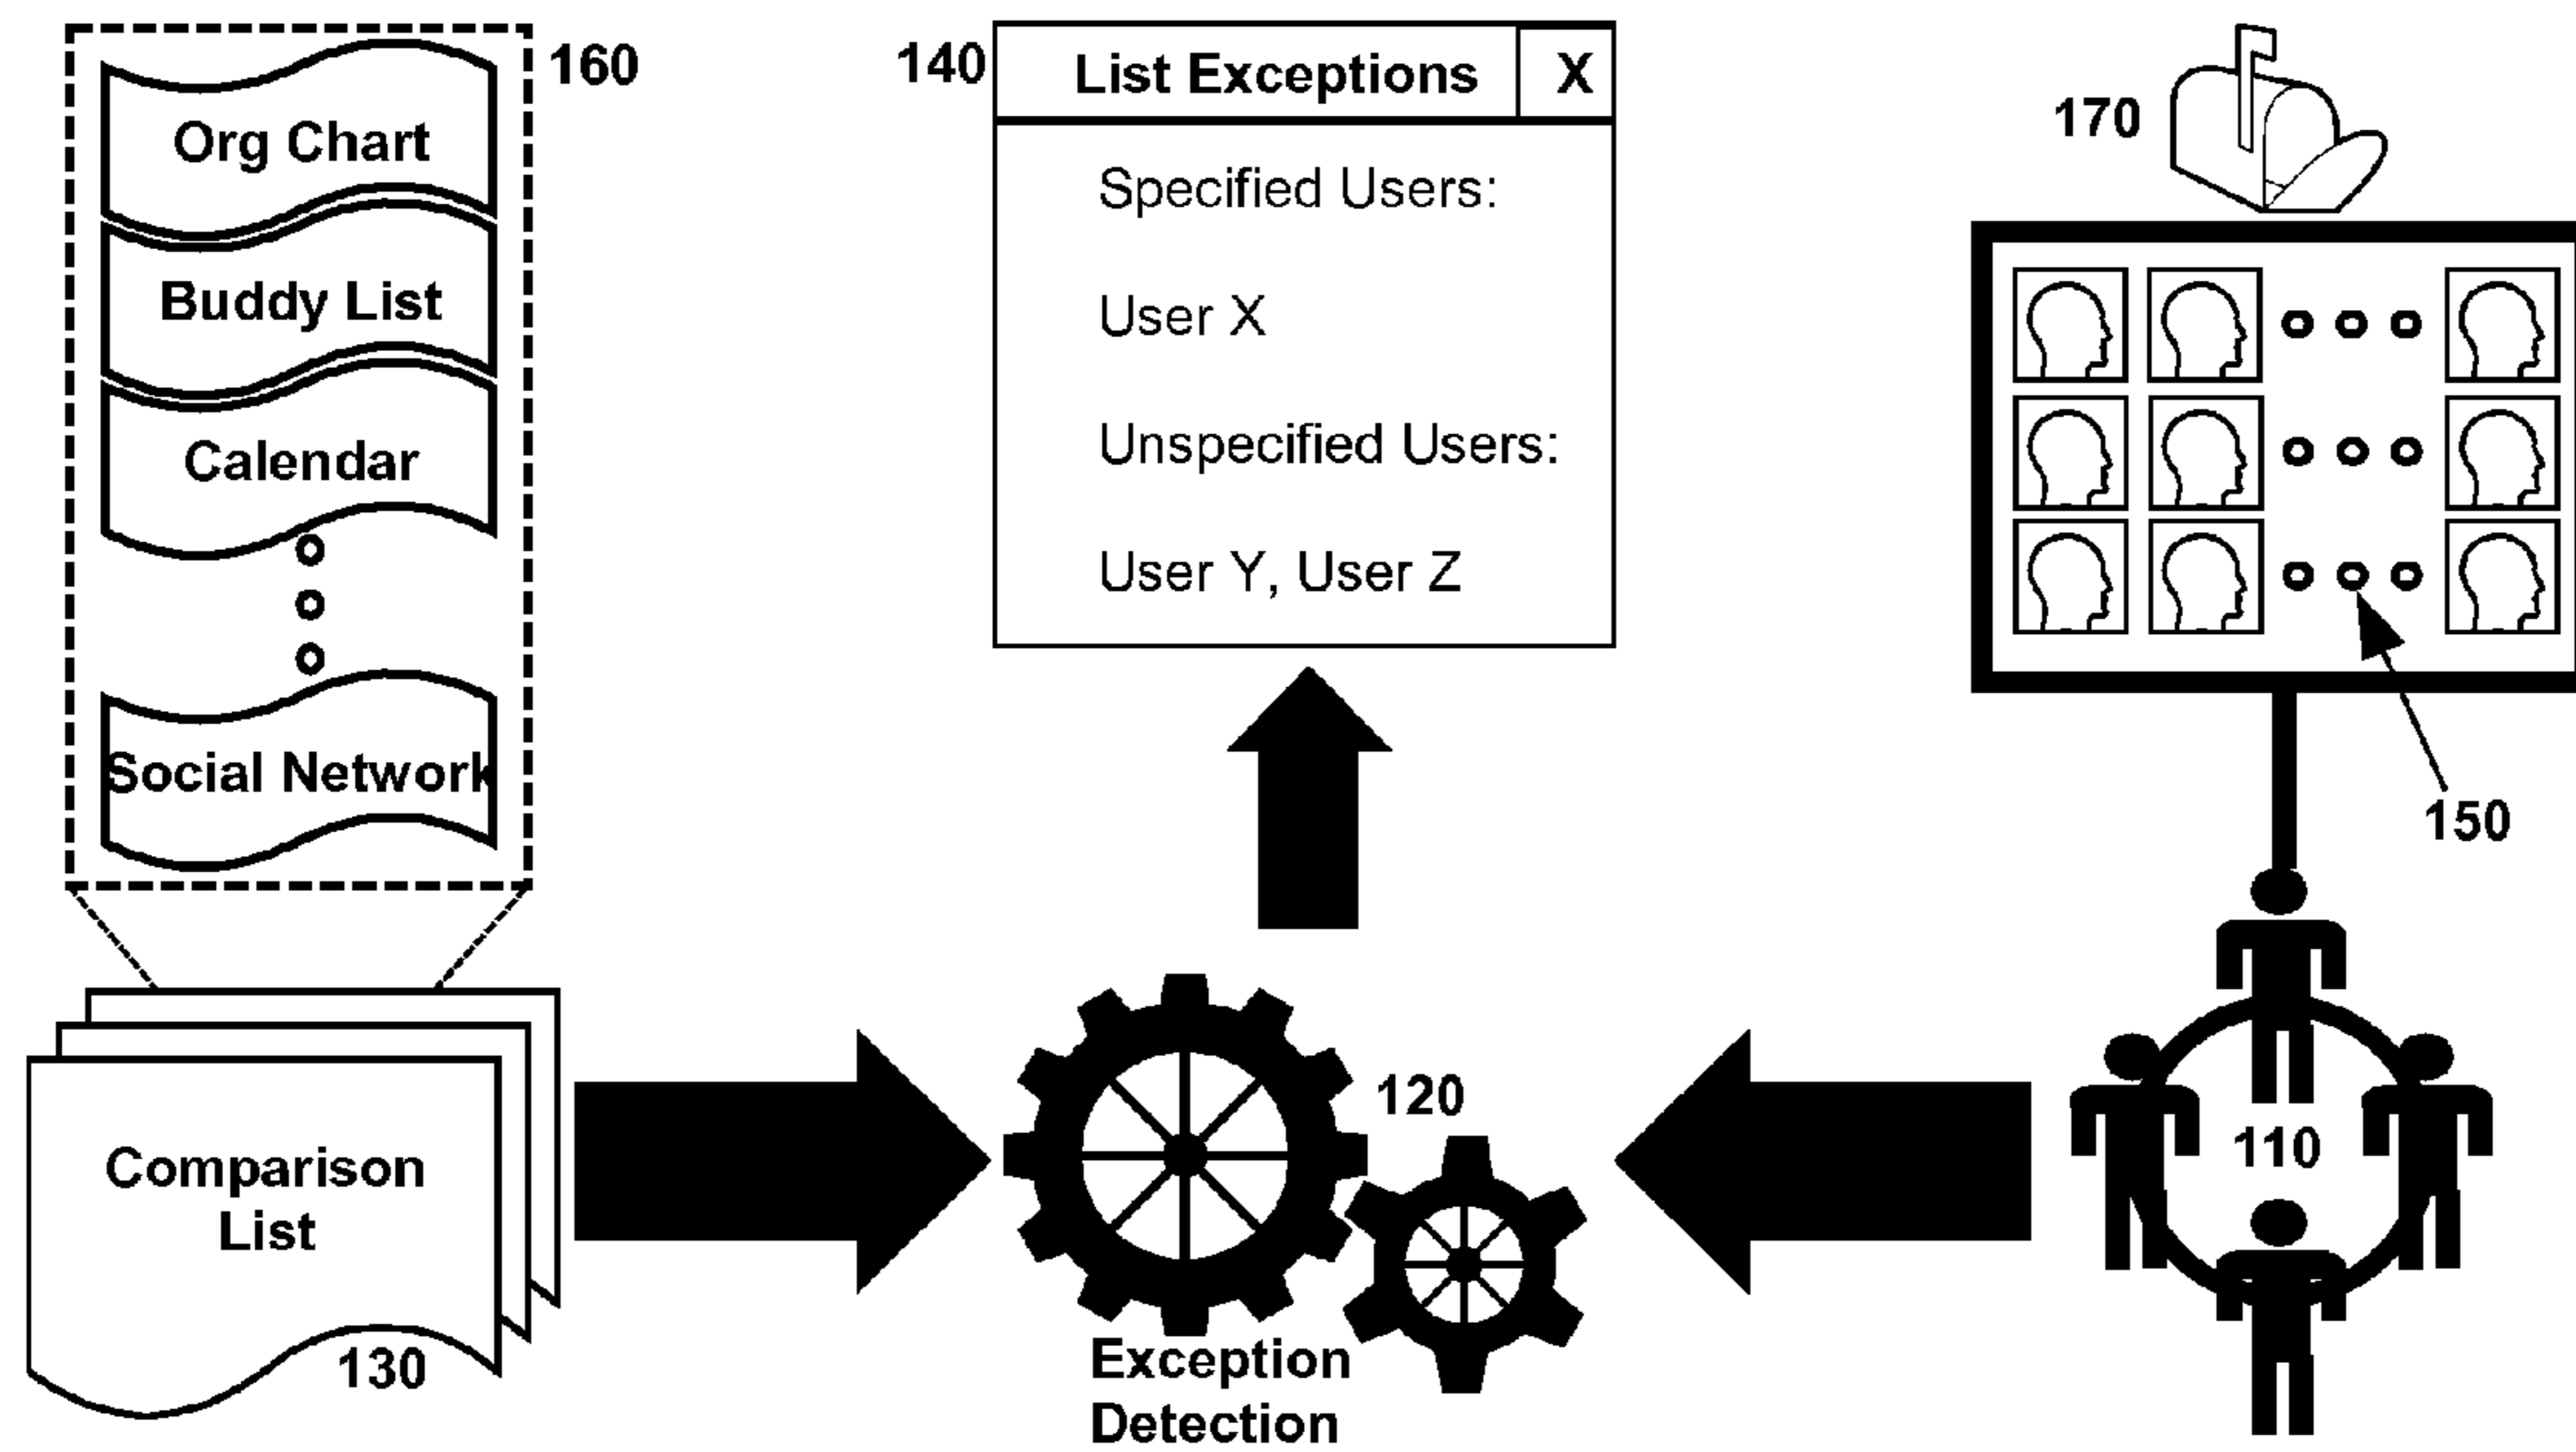 160
Org Chart
Buddy List
Calendar
Social Network
Comparison
List
130
140
List Exceptions X
Specified Users:
User X
Unspecified Users:
User Y, User Z
120
Exception
Detection
170
150
110